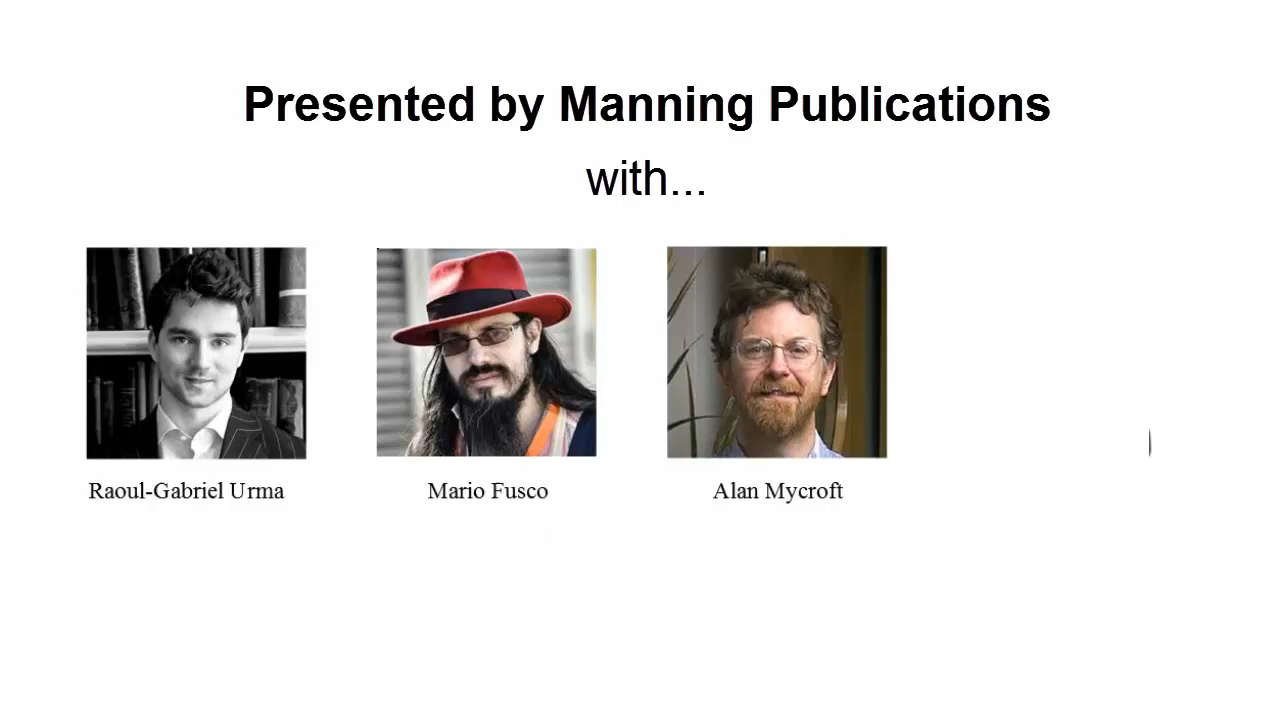 Presented by Manning Publications
with...
Raoul-Gabriel Urma
Mario Fusco
Alan Mycroft